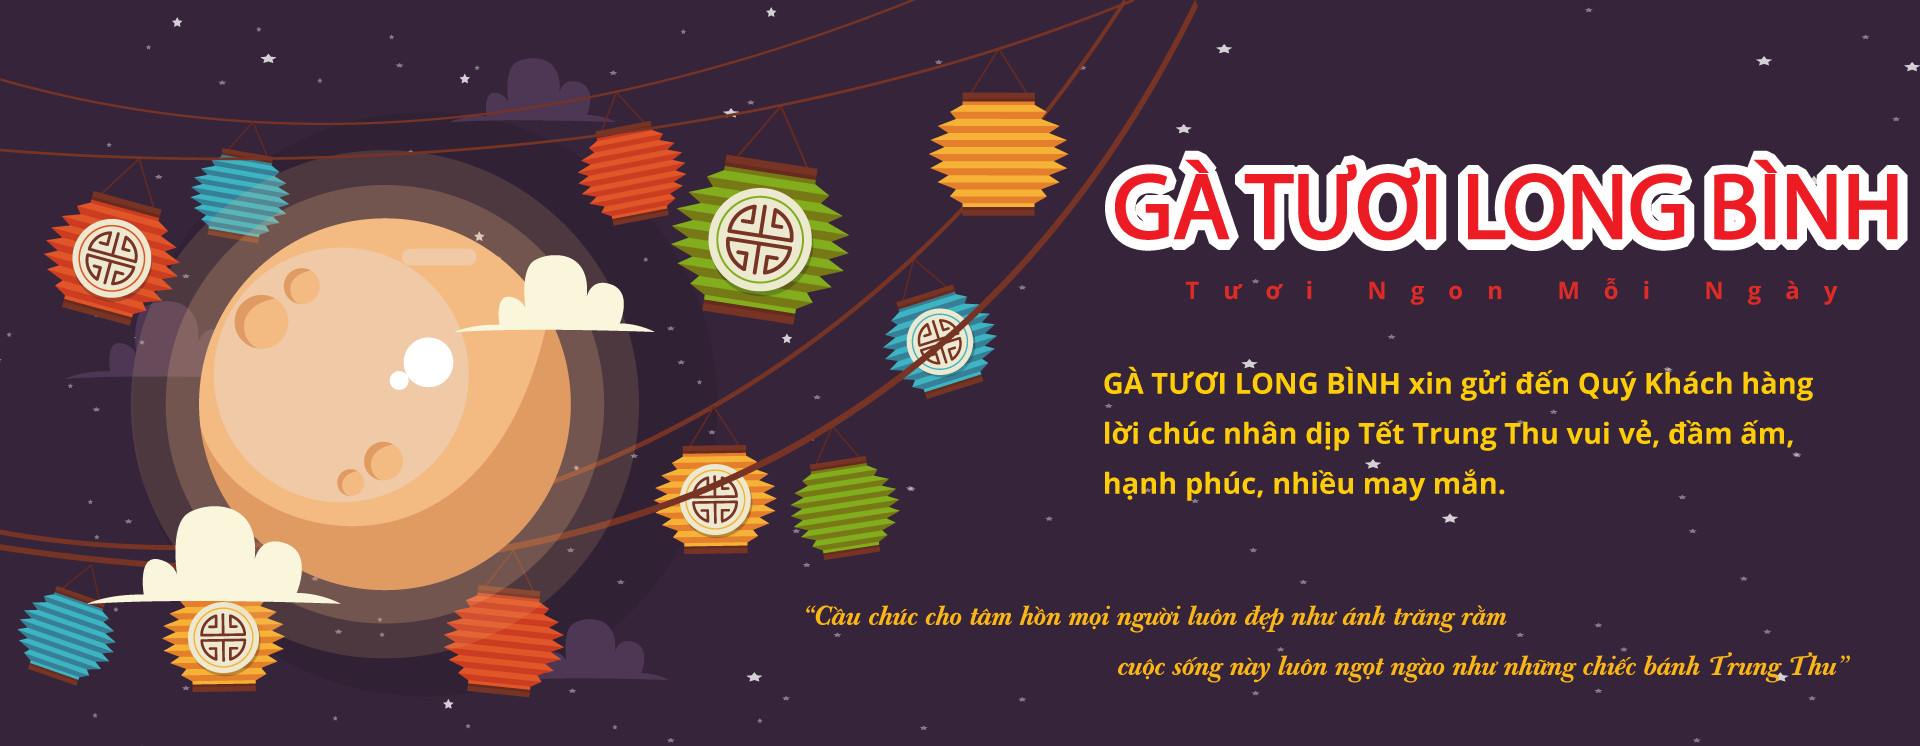 GÀ TƯƠI LONG BÌNH
Tươi Ngon Mỗi Ngày
GÀ TƯƠI LONG BÌNH xin gửi đến Quý Khách hàng
lời chúc nhân dịp Tết Trung Thu vui vẻ, đầm ấm,
hạnh phúc, nhiều may mắn.
“Cầu chúc cho tâm hồn mọi người luôn đẹp như ánh trăng rằm
cuộc sống này luôn ngọt ngào như những chiếc bánh Trung Thu”